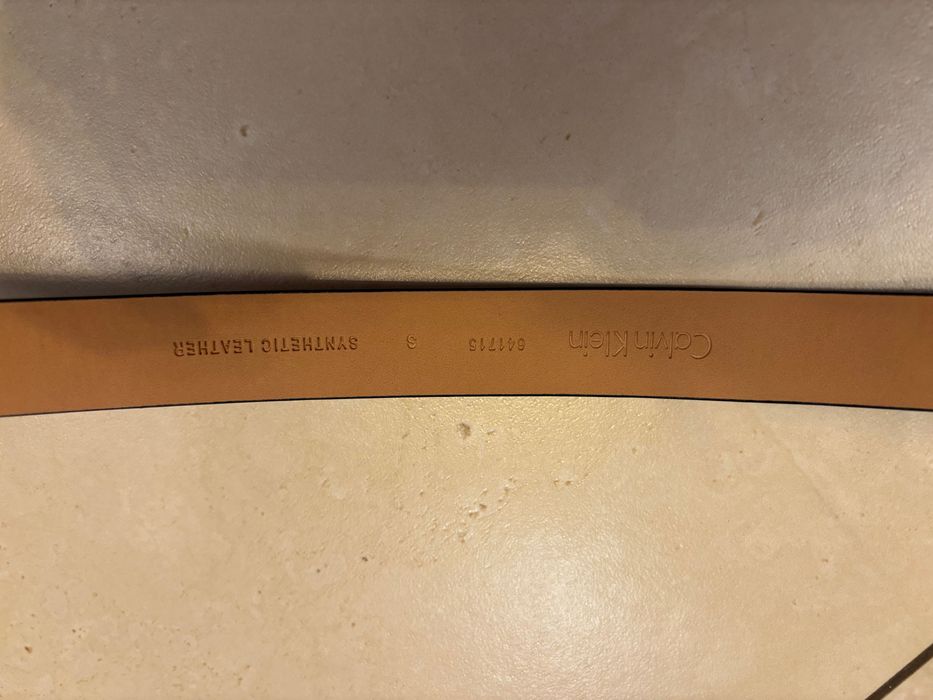 Calvin Klein 641715 S SYNTHETIC LEATHER